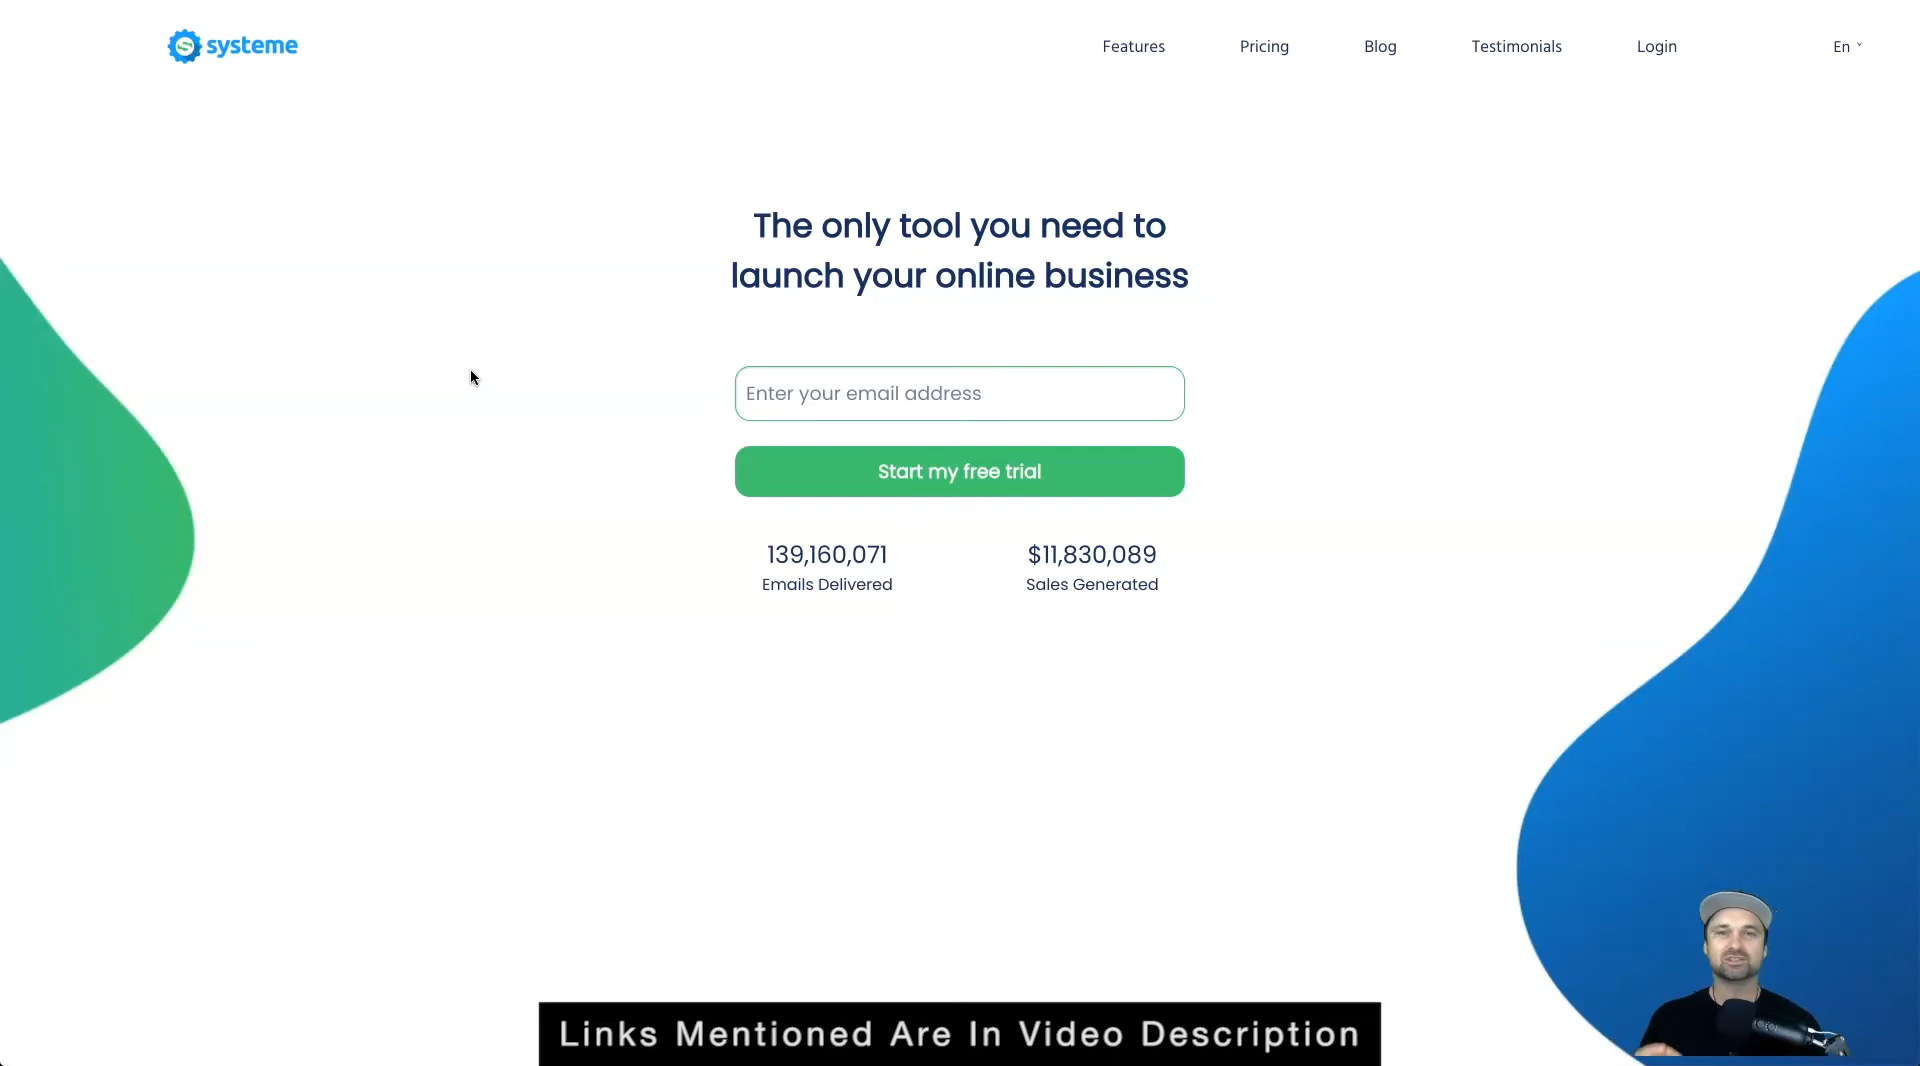 systeme
Features
Pricing
Blog
Testimonials
Login
En
The only tool you need to
launch your online business
Enter your email address
Start my free trial
139,160,071
Emails Delivered
$11,830,089
Sales Generated
Links Mentioned Are In Video Description